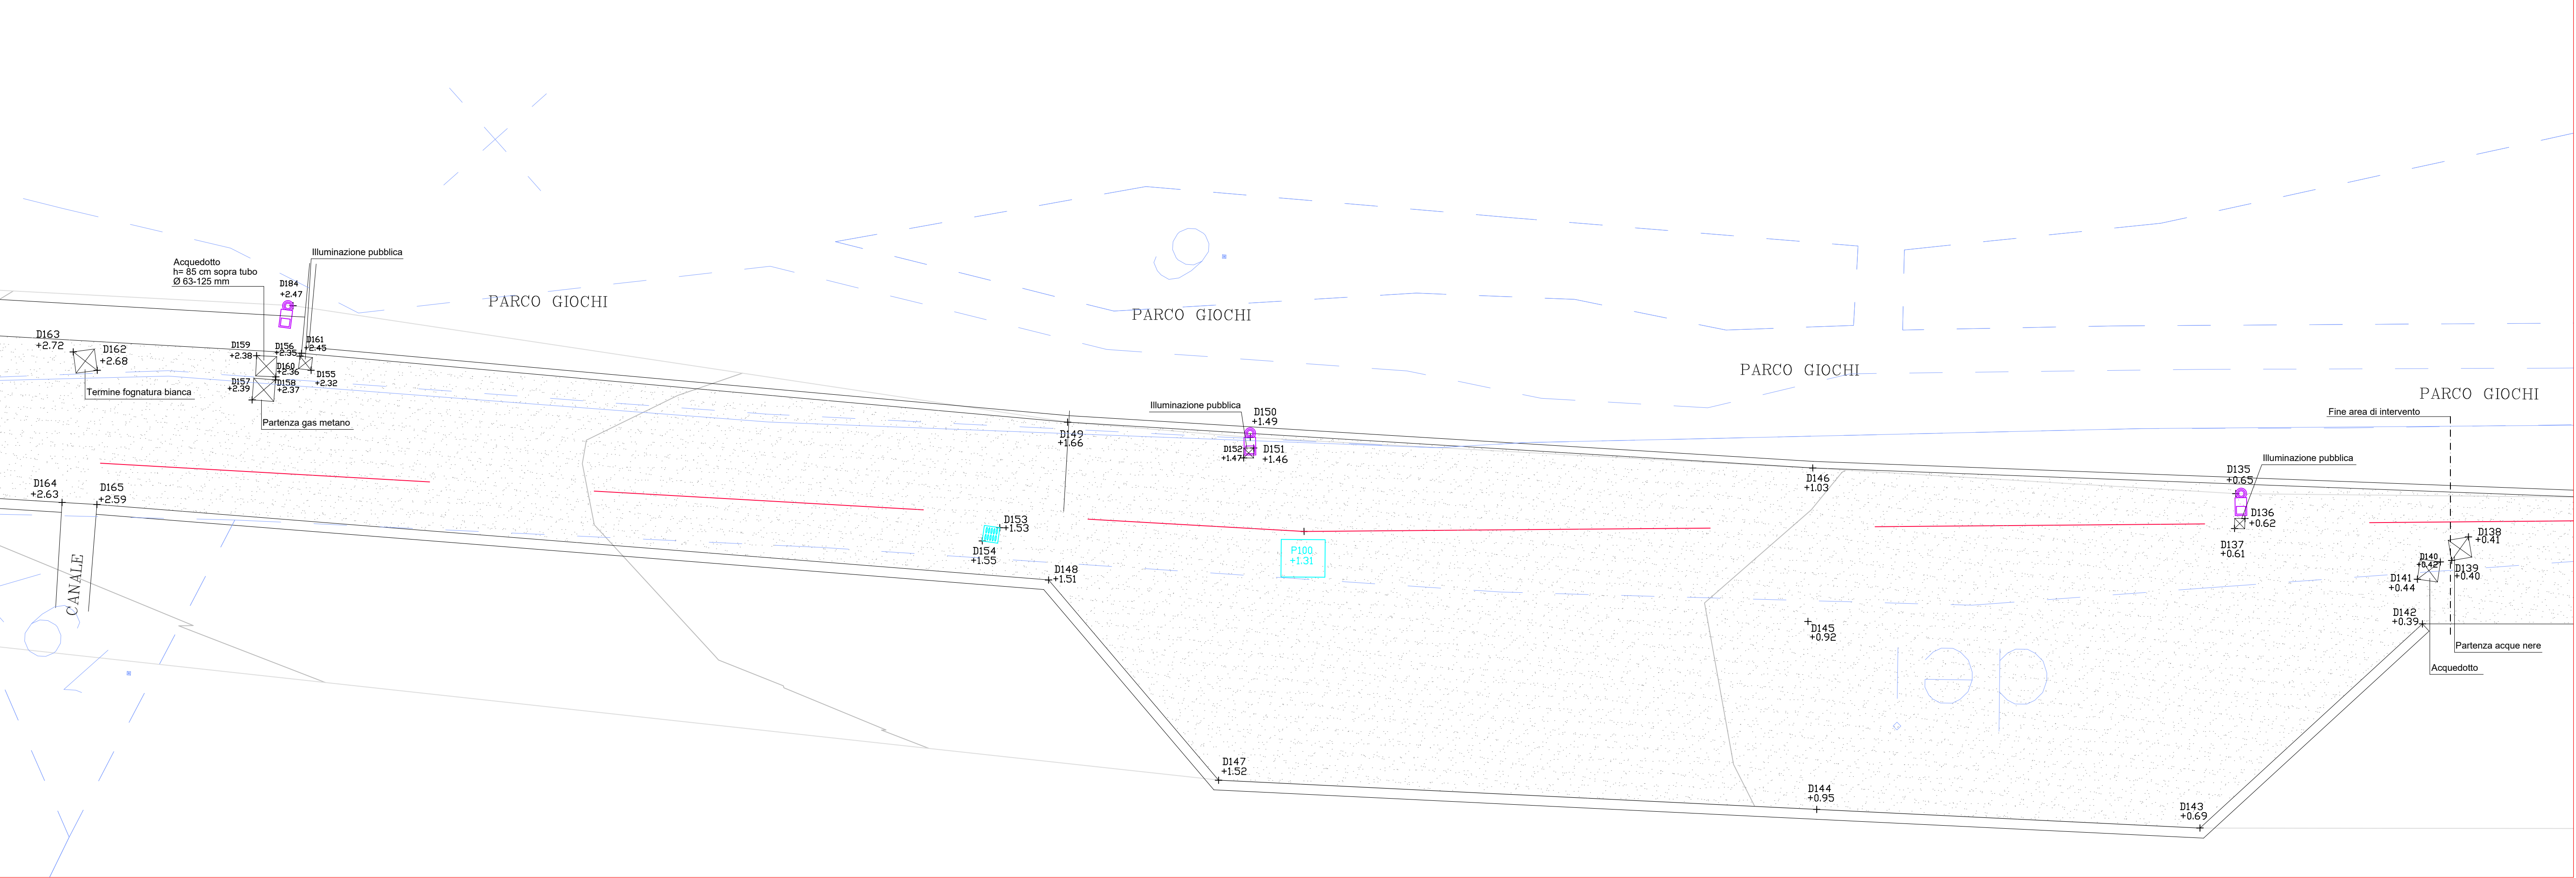 Illuminazione pubblica
Acquedotto
h= 85 cm sopra tubo
Ø 63-125 mm
D184
+2.47
PARCO GIOCHI
PARCO GIOCHI
PARCO GIOCHI
PARCO GIOCHI
D163
+2.72
D162
+2.68
Termine fognatura bianca
D159
+2.38
D156
+2.35
D161
+2.45
D160
+2.36
D155
+2.32
D157
+2.39
D158
+2.37
Partenza gas metano
D164
+2.63
D165
+2.59
CANALE
D149
+1.66
Illuminazione pubblica
D150
+1.49
D152
+1.47
D151
+1.46
D153
+1.53
D154
+1.55
D148
+1.51
P100
+1.31
D147
+1.52
D146
+1.03
D145
+0.92
D144
+0.95
D143
+0.69
Fine area di intervento
Illuminazione pubblica
D135
+0.65
D136
+0.62
D137
+0.61
D138
+0.41
D140
+0.42
D139
+0.40
D141
+0.44
D142
+0.39
Partenza acque nere
Acquedotto